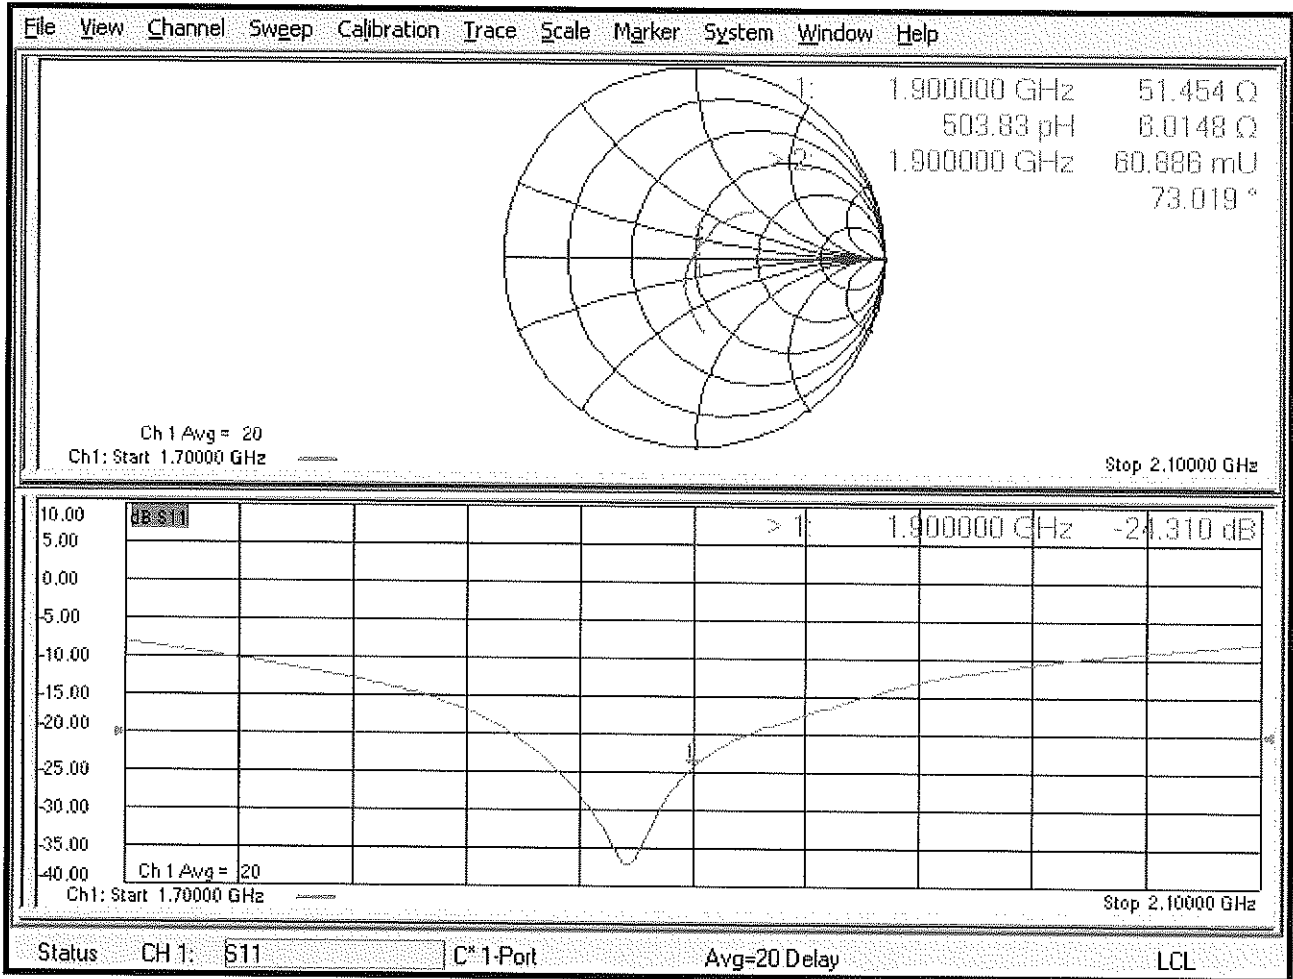 File View Channel Sweep Calibration Trace Scale Marker System Window Help
1: 1.900000 GHz 51.454 Ω
503.83 pH 6.0148 Ω
> 2: 1.900000 GHz 60.886 mU
73.019 °
Ch 1 Avg = 20
Ch1: Start 1.70000 GHz Stop 2.10000 GHz
10.00 dB S11 > 1: 1.900000 GHz -24.310 dB
5.00
0.00
-5.00
-10.00
-15.00
-20.00
-25.00
-30.00
-35.00
-40.00 Ch 1 Avg = 20
Ch1: Start 1.70000 GHz Stop 2.10000 GHz
Status CH 1: S11 C* 1-Port Avg=20 Delay LCL